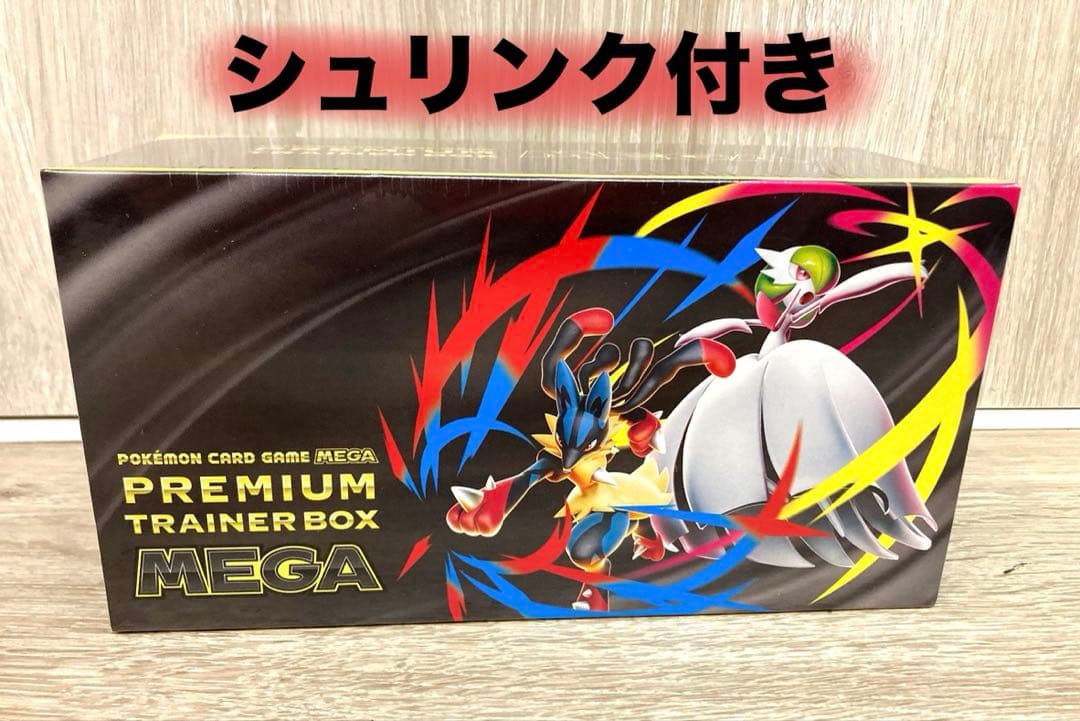 シュリンク付き
POKÉMON CARD GAME MEGA
PREMIUM
TRAINER BOX
MEGA